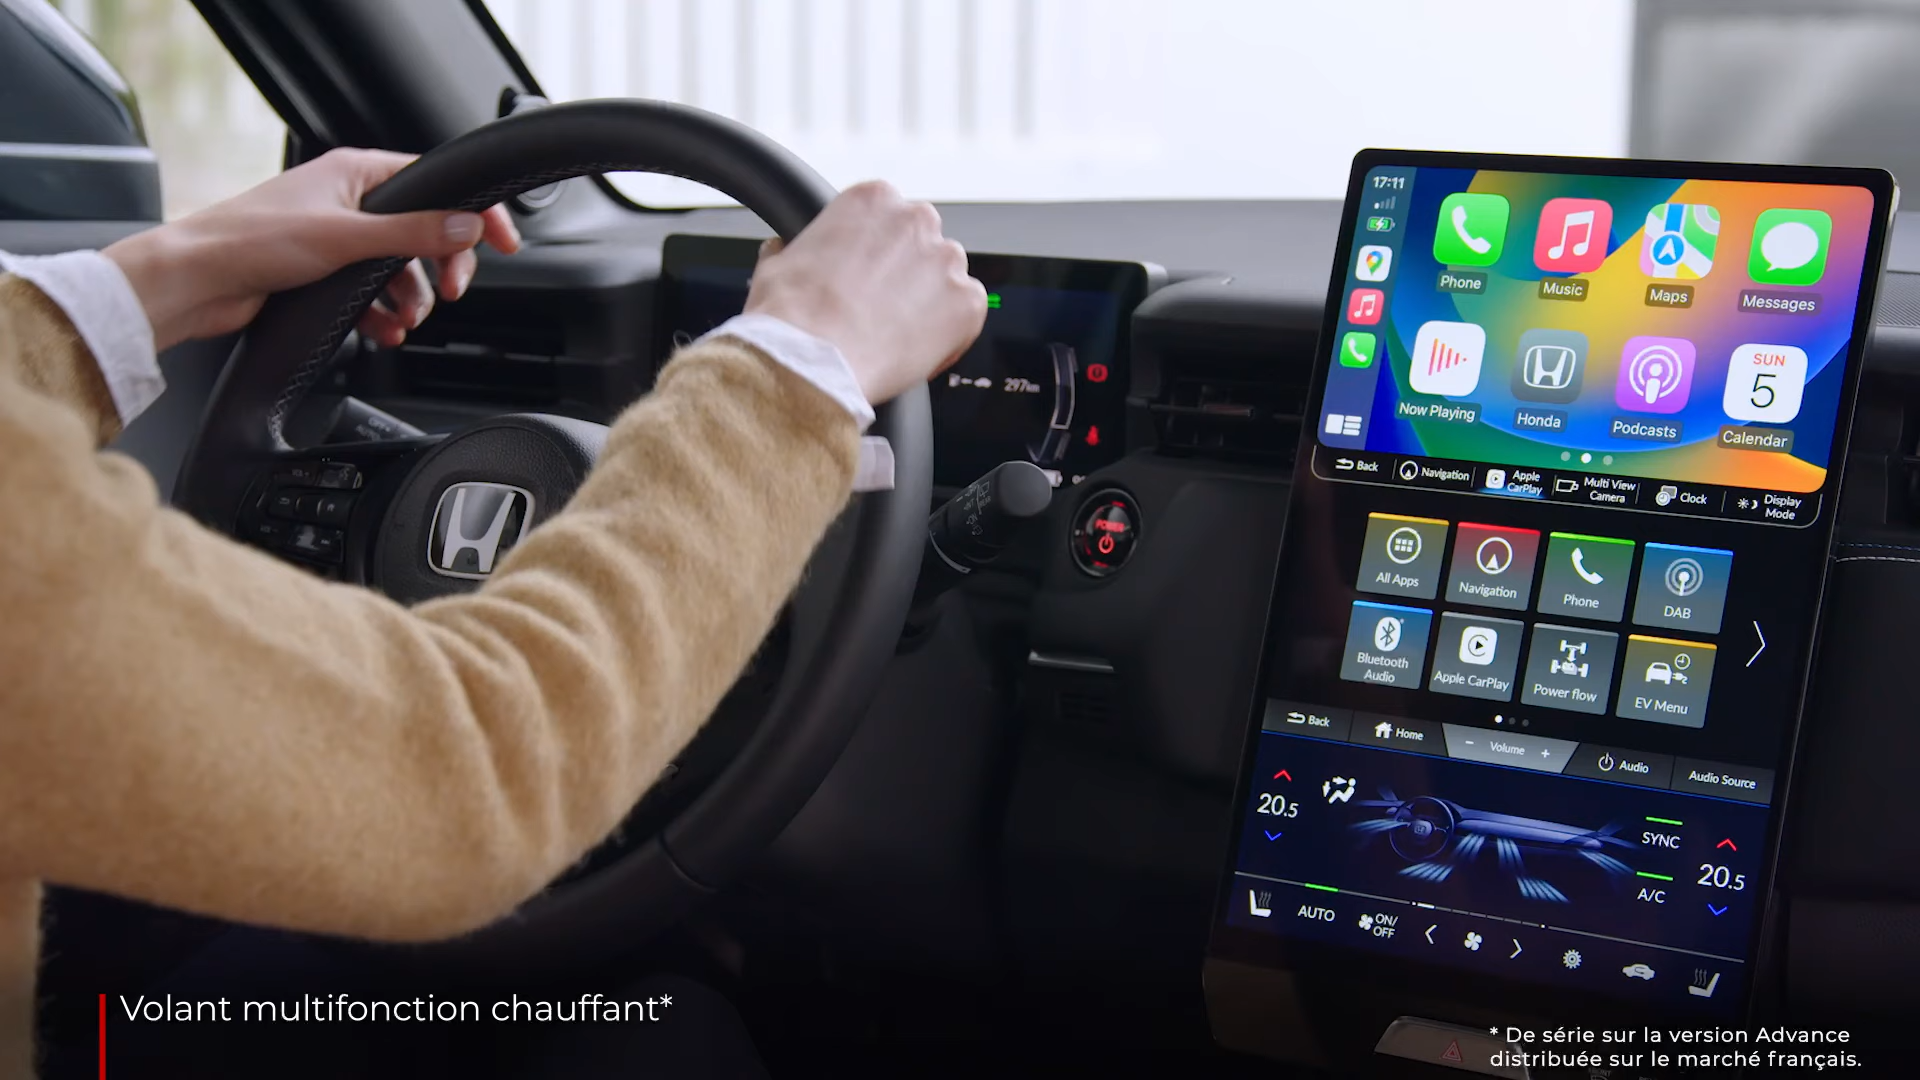 17:11
Phone
Music
Maps
Messages
Now Playing
Honda
Podcasts
SUN
5
Calendar
Back
Navigation
Apple
CarPlay
Multi View
Camera
Clock
Display
Mode
All Apps
Navigation
Phone
DAB
Bluetooth
Audio
Apple CarPlay
Power flow
EV Menu
Back
Home
- Volume +
Audio
Audio Source
20.5
SYNC
A/C
20.5
AUTO
ON/
OFF
297km
POWER
Volant multifonction chauffant*
* De série sur la version Advance
distribuée sur le marché français.